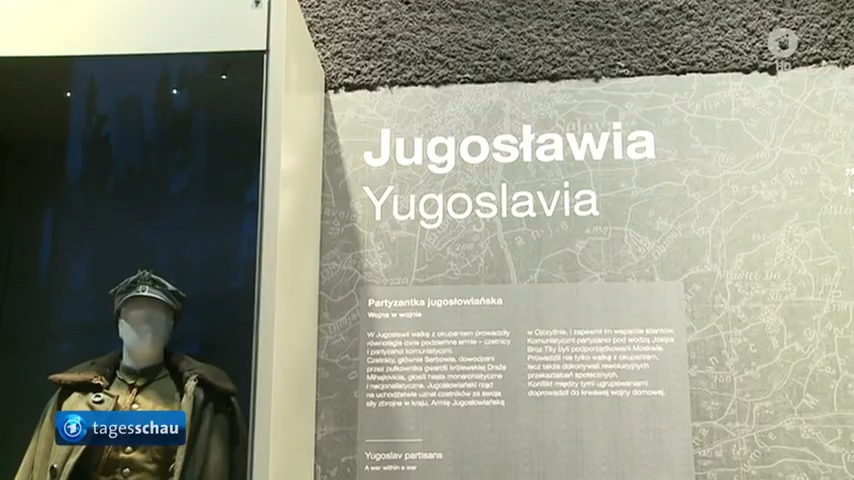 Jugosławia
Yugoslavia
Partyzantka jugosłowiańska
Wojna w wojnie
W Jugosławii walkę z okupantem prowadziły
równolegle dwie podziemne armie – czetnicy
i partyzanci komunistyczni.
Czetnicy, głównie Serbowie, dowodzeni
przez pułkownika gwardii królewskiej Dražę
Mihajlovicia, głosili hasła monarchistyczne
i nacjonalistyczne. Jugosłowiański rząd
na uchodźstwie uznał czetników za swoje
siły zbrojne w kraju, Armię Jugosłowiańską
w Ojczyźnie, i zapewnił im wsparcie aliantów.
Komunistyczni partyzanci pod wodzą Josipa
Broz Tity byli podporządkowani Moskwie.
Prowadzili nie tylko walkę z okupantem,
lecz także dokonywali rewolucyjnych
przekształceń społecznych.
Konflikt między tymi ugrupowaniami
doprowadził do krwawej wojny domowej.
Yugoslav partisans
A war within a war
tagesschau